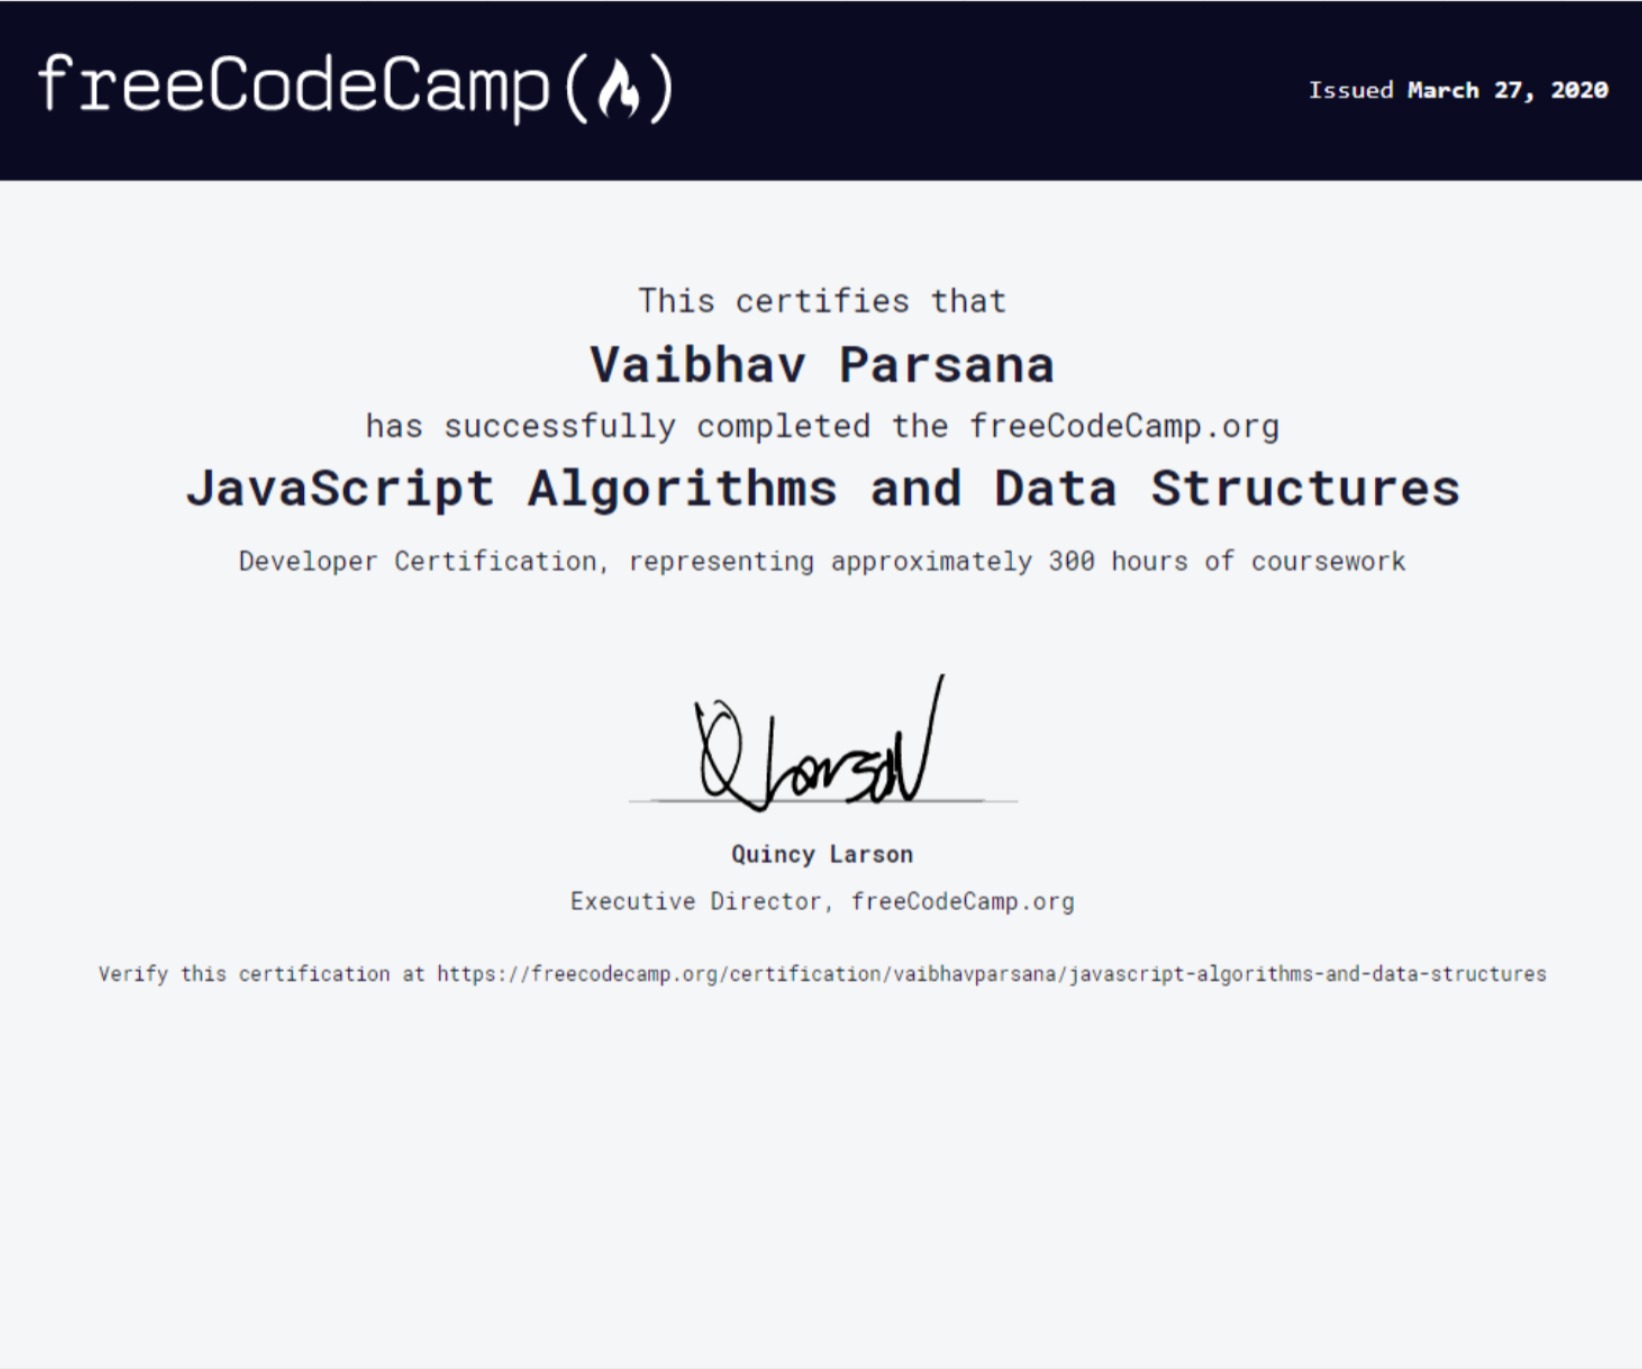 freeCodeCamp()
Issued March 27, 2020
This certifies that
Vaibhav Parsana
has successfully completed the freeCodeCamp.org
JavaScript Algorithms and Data Structures
Developer Certification, representing approximately 300 hours of coursework
QLarson
Quincy Larson
Executive Director, freeCodeCamp.org
Verify this certification at https://freecodecamp.org/certification/vaibhavparsana/javascript-algorithms-and-data-structures